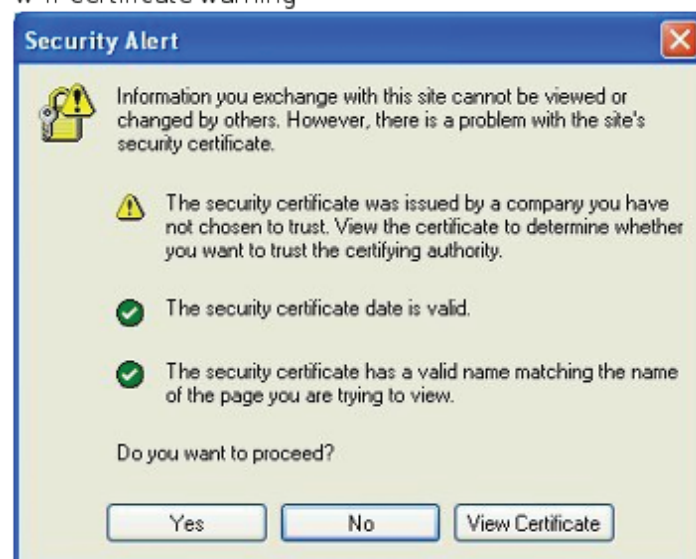 certificate warning
Security Alert
Information you exchange with this site cannot be viewed or
changed by others. However, there is a problem with the site's
security certificate.
The security certificate was issued by a company you have
not chosen to trust. View the certificate to determine whether
you want to trust the certifying authority.
The security certificate date is valid.
The security certificate has a valid name matching the name
of the page you are trying to view.
Do you want to proceed?
Yes
No
View Certificate